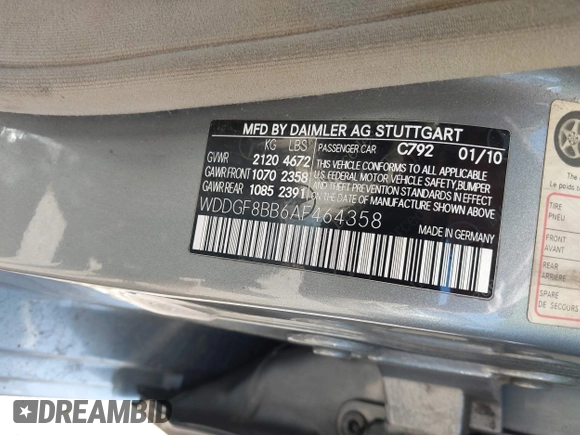 MFD BY DAIMLER AG STUTTGART
KG LBS PASSENGER CAR C792 01/10
GVWR 2120 4672 THIS VEHICLE CONFORMS TO ALL APPLICABLE
GAWR FRONT 1070 2358 U.S. FEDERAL MOTOR VEHICLE SAFETY, BUMPER
GAWR REAR 1085 2391 AND THEFT PREVENTION STANDARDS IN EFFECT
ON THE DATE OF MANUFACTURE SHOWN ABOVE
WDDGF8BB6AF464358
MADE IN GERMANY
The
TIRE
PNEU
FRONT
AVANT
REAR
ARRIÈRE
SPARE
DE SECOURS
DREAMBID